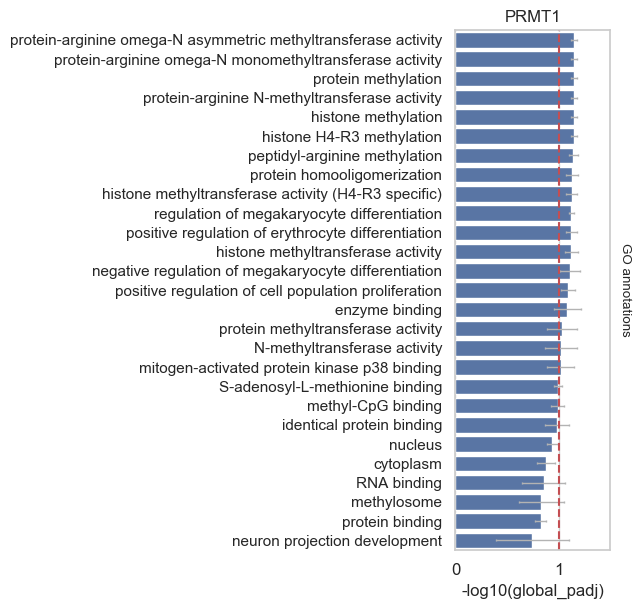 PRMT1
protein-arginine omega-N asymmetric methyltransferase activity
protein-arginine omega-N monomethyltransferase activity
protein methylation
protein-arginine N-methyltransferase activity
histone methylation
histone H4-R3 methylation
peptidyl-arginine methylation
protein homooligomerization
histone methyltransferase activity (H4-R3 specific)
regulation of megakaryocyte differentiation
positive regulation of erythrocyte differentiation
histone methyltransferase activity
negative regulation of megakaryocyte differentiation
positive regulation of cell population proliferation
enzyme binding
protein methyltransferase activity
N-methyltransferase activity
mitogen-activated protein kinase p38 binding
S-adenosyl-L-methionine binding
methyl-CpG binding
identical protein binding
nucleus
cytoplasm
RNA binding
methylosome
protein binding
neuron projection development
GO annotations
0 1
-log10(global_padj)